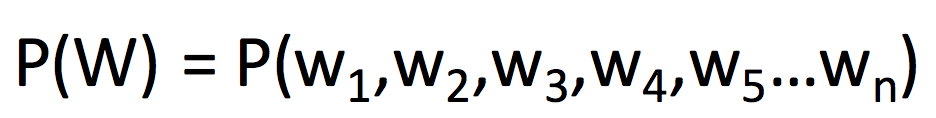 P(W) = P(w₁,w₂,w₃,w₄,w₅...wₙ)